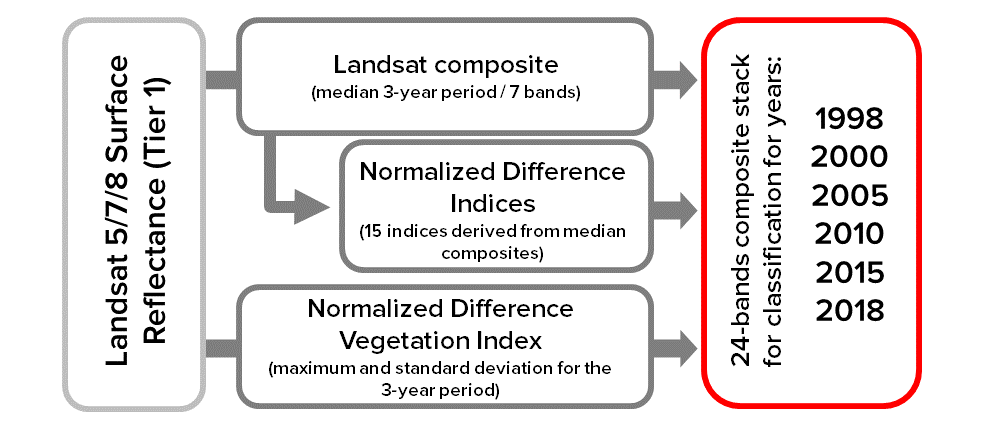 Landsat 5/7/8 Surface
Reflectance (Tier 1)
Landsat composite
(median 3-year period / 7 bands)
Normalized Difference
Indices
(15 indices derived from median
composites)
Normalized Difference
Vegetation Index
(maximum and standard deviation for the
3-year period)
24-bands composite stack
for classification for years:
1998
2000
2005
2010
2015
2018